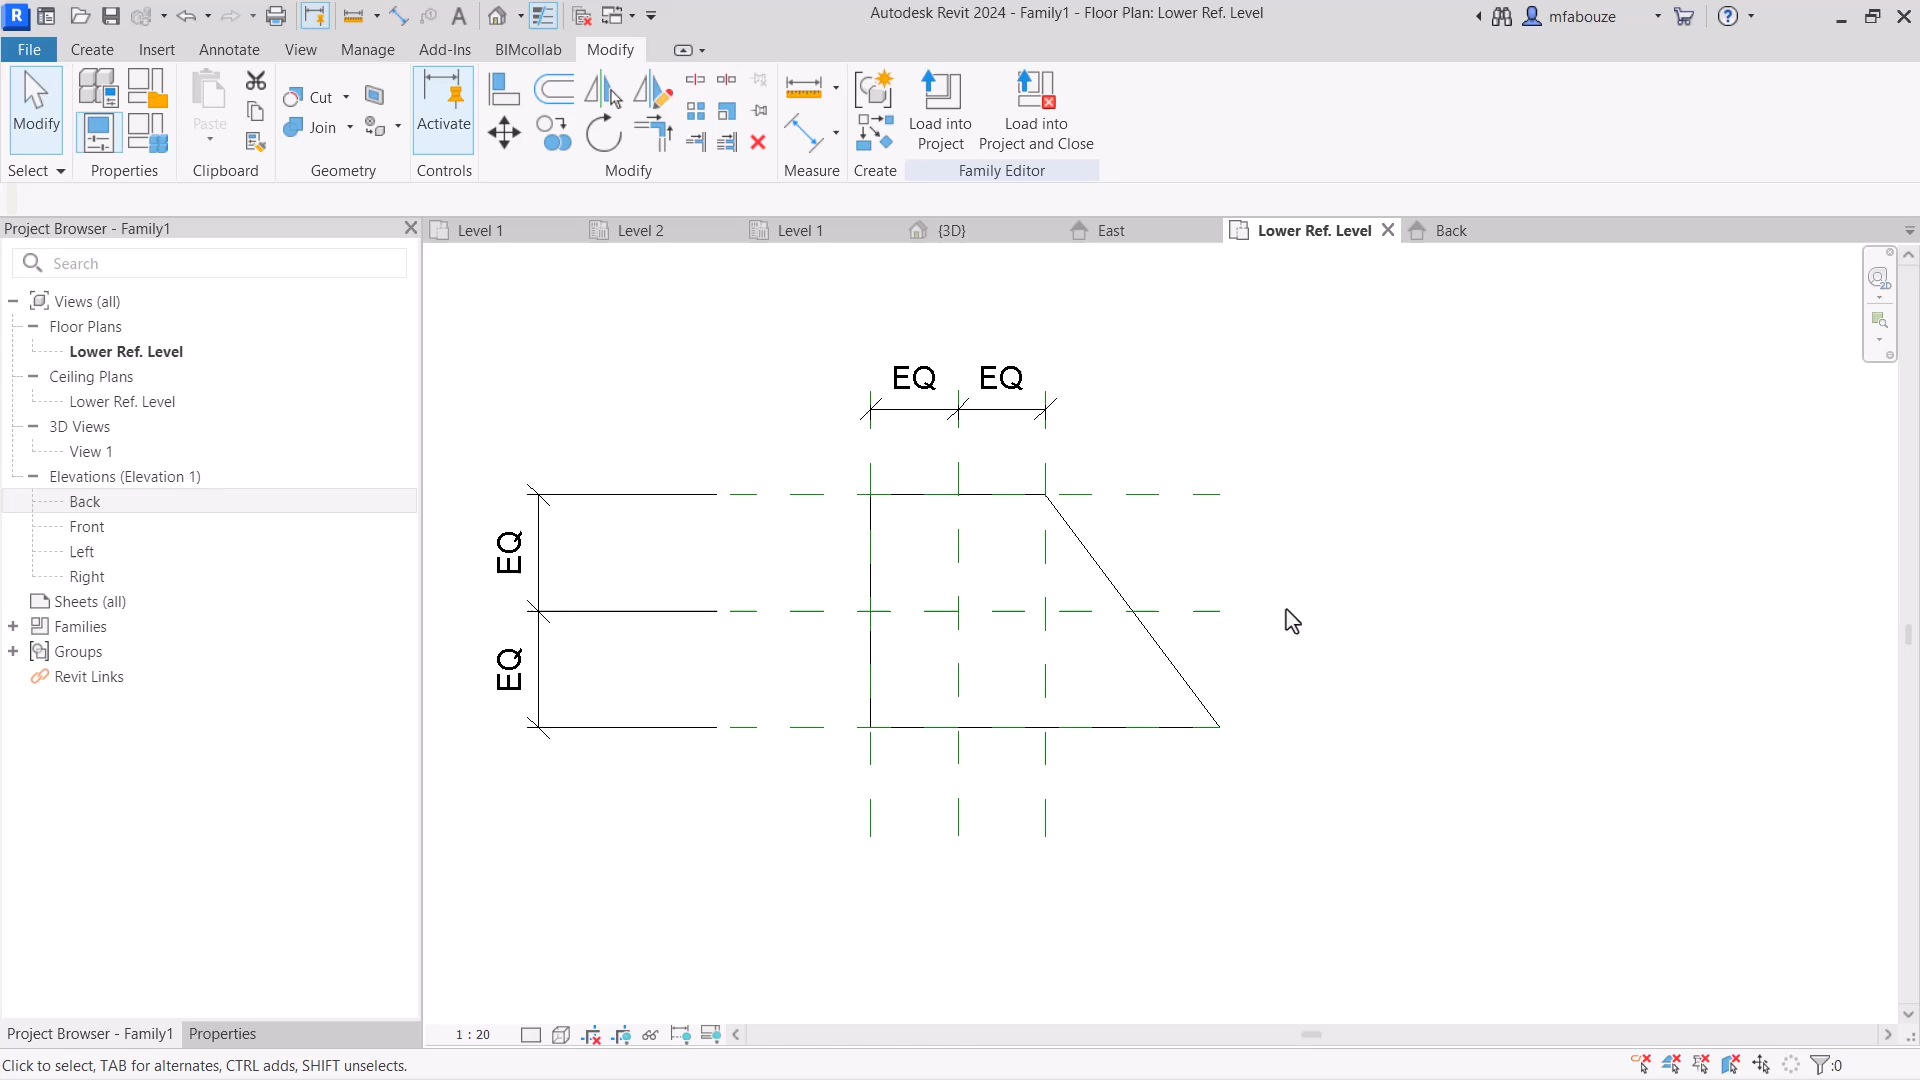 Autodesk Revit 2024 - Family1 - Floor Plan: Lower Ref. Level
mfabouze
File Create Insert Annotate View Manage Add-Ins BIMcollab Modify
Modify
Paste
Cut
Join
Activate
Load into
Project
Load into
Project and Close
Select Properties Clipboard Geometry Controls Modify Measure Create Family Editor
Project Browser - Family1
Level 1 Level 2 Level 1 {3D} East Lower Ref. Level Back
Search
Views (all)
Floor Plans
Lower Ref. Level
Ceiling Plans
Lower Ref. Level
3D Views
View 1
Elevations (Elevation 1)
Back
Front
Left
Right
Sheets (all)
Families
Groups
Revit Links
2D
EQ EQ
EQ
EQ
Project Browser - Family1 Properties
1 : 20
Click to select, TAB for alternates, CTRL adds, SHIFT unselects.
:0